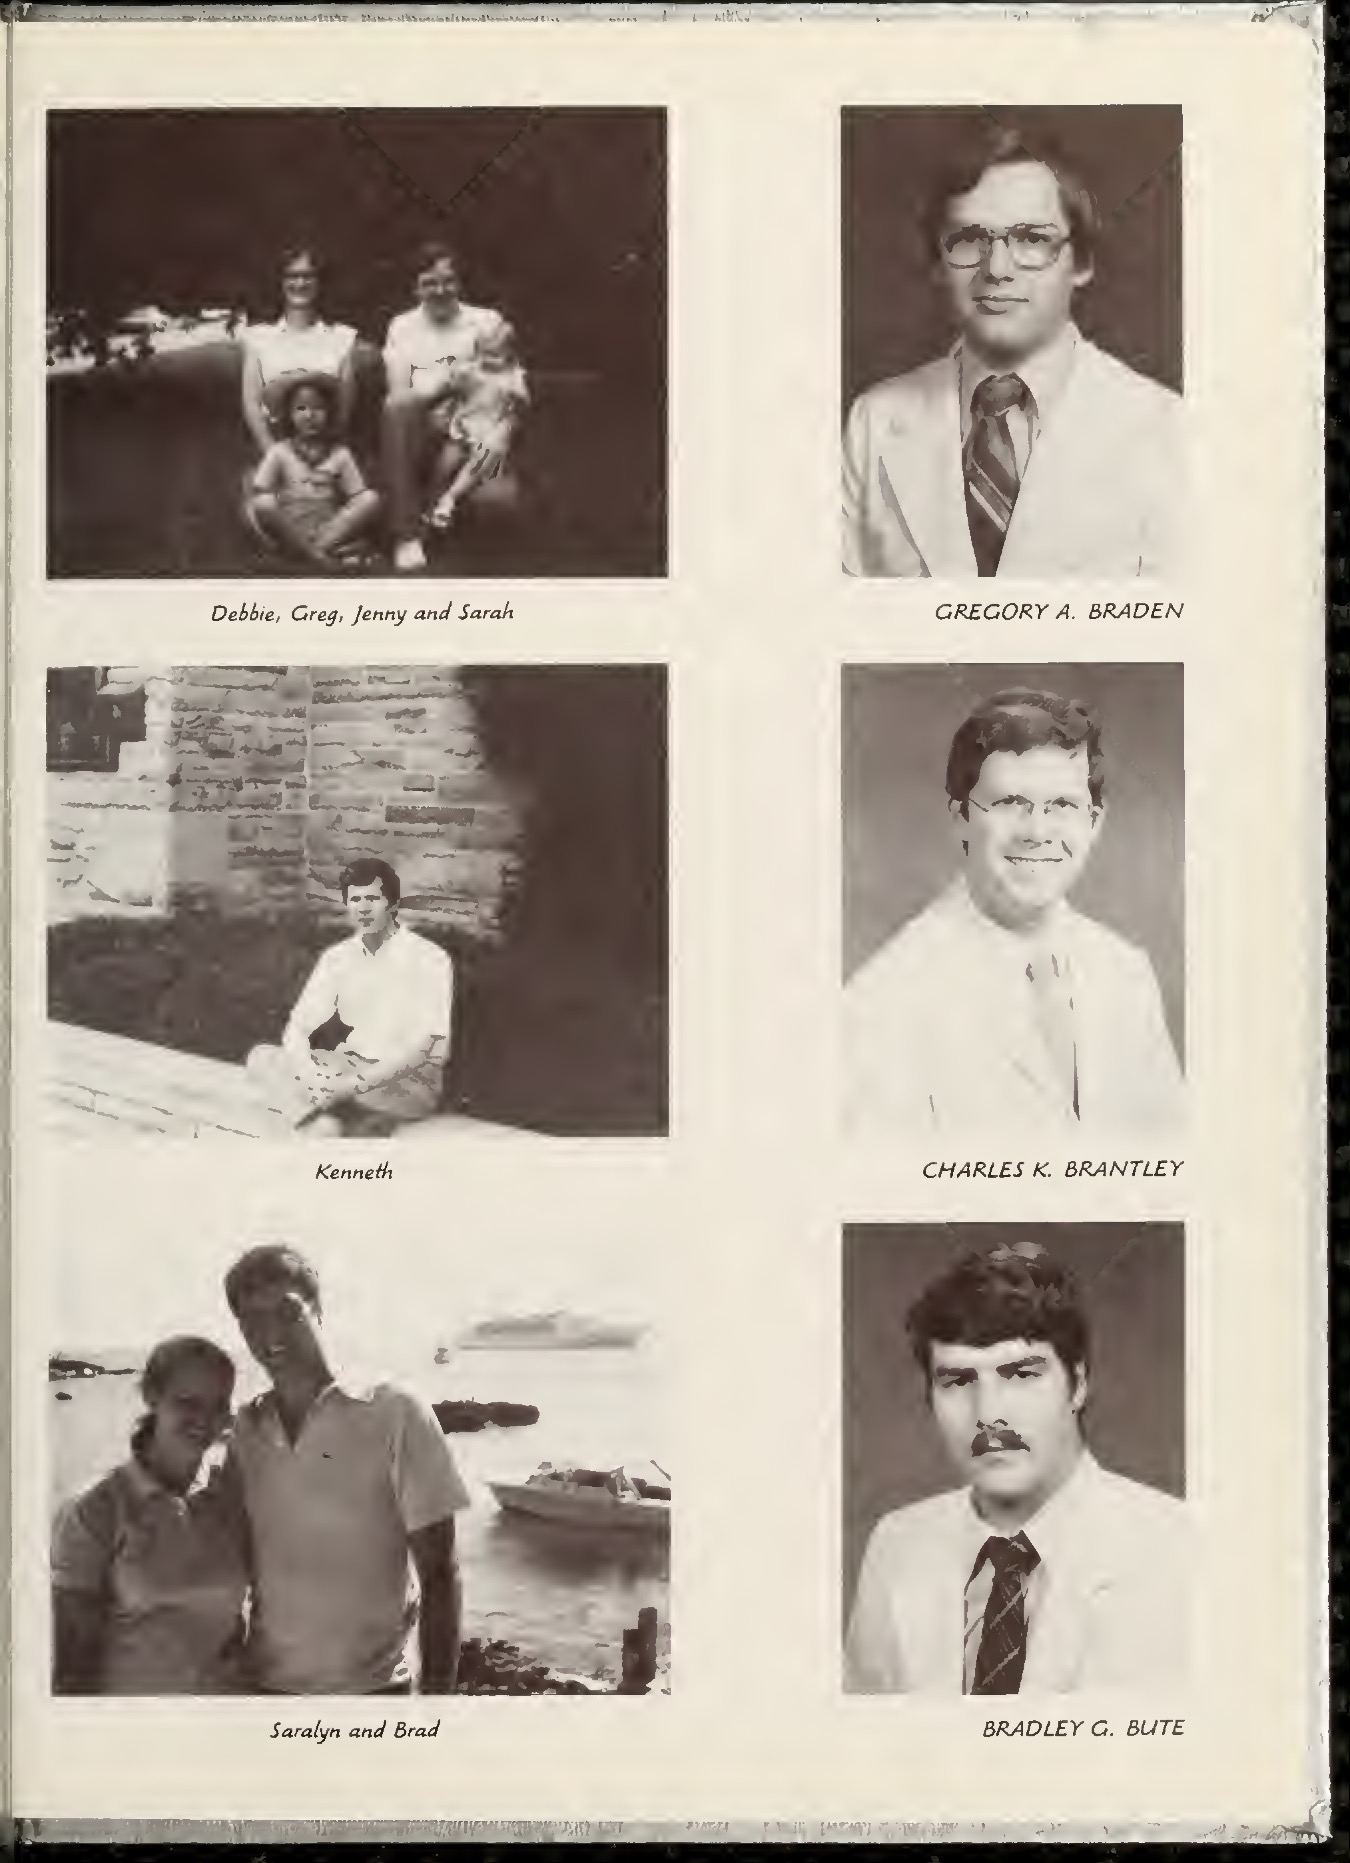 Debbie, Greg, Jenny and Sarah
GREGORY A. BRADEN
Kenneth
CHARLES K. BRANTLEY
Saralyn and Brad
BRADLEY G. BUTE